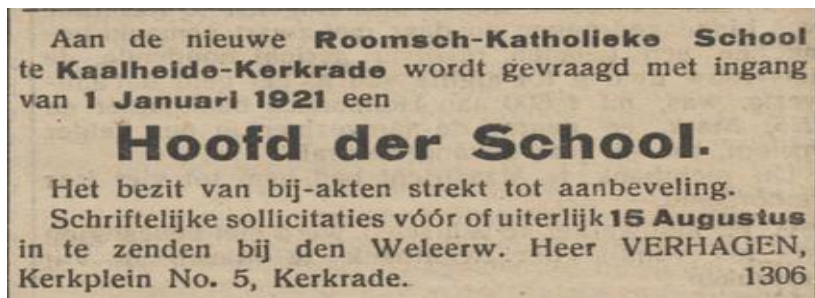 Aan de nieuwe Roomsch-Katholieke School
te Kaalheide-Kerkrade wordt gevraagd met ingang
van 1 Januari 1921 een
Hoofd der School.
Het bezit van bij-akten strekt tot aanbeveling.
Schriftelijke sollicitaties vóór of uiterlijk 15 Augustus
in te zenden bij den Weleerw. Heer VERHAGEN,
Kerkplein No. 5, Kerkrade. 1306